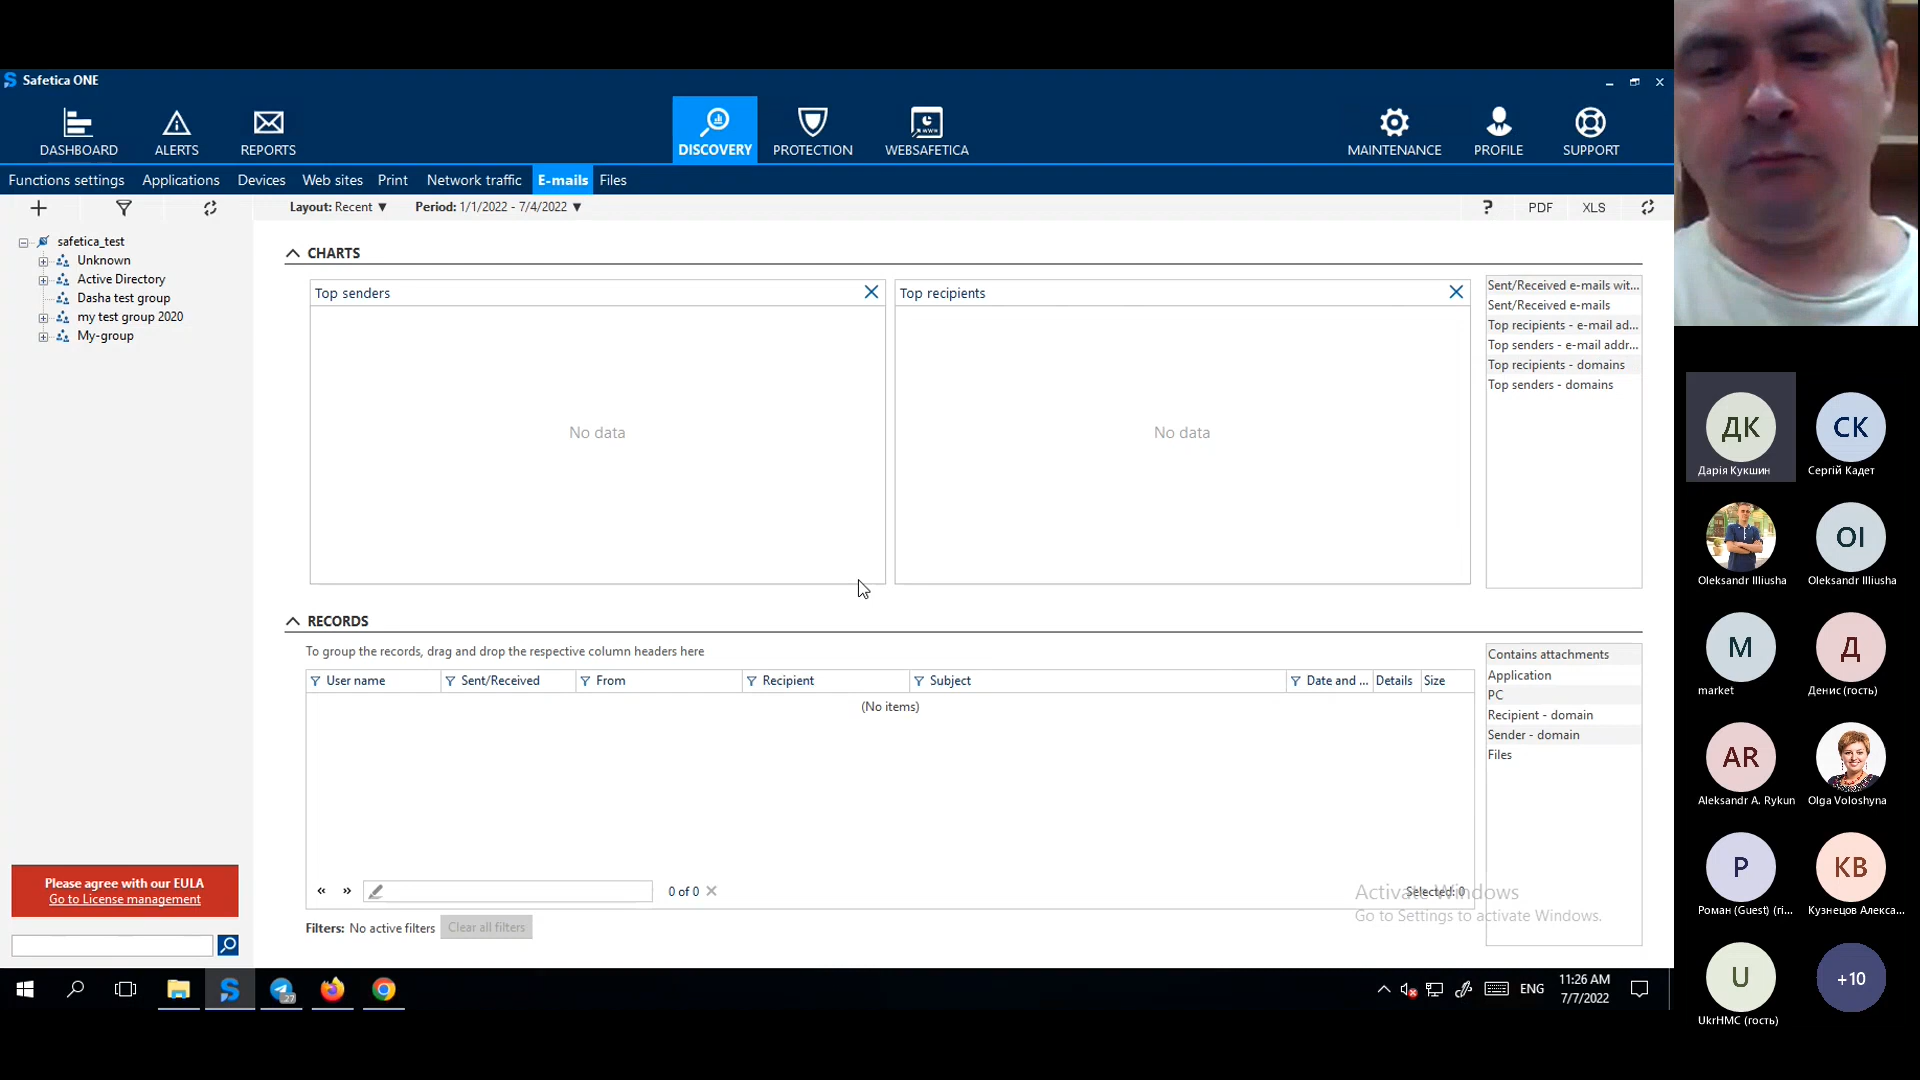 Safetica ONE
DASHBOARD
ALERTS
REPORTS
DISCOVERY
PROTECTION
WWW
WEBSAFETICA
MAINTENANCE
PROFILE
SUPPORT
Functions settings
Applications
Devices
Web sites
Print
Network traffic
E-mails
Files
Layout: Recent
Period: 1/1/2022 - 7/4/2022
?
PDF
XLS
safetica_test
Unknown
Active Directory
Dasha test group
my test group 2020
My-group
CHARTS
Top senders
No data
Top recipients
No data
Sent/Received e-mails wit...
Sent/Received e-mails
Top recipients - e-mail ad...
Top senders - e-mail addr...
Top recipients - domains
Top senders - domains
RECORDS
To group the records, drag and drop the respective column headers here
User name
Sent/Received
From
Recipient
Subject
Date and ...
Details
Size
(No items)
Contains attachments
Application
PC
Recipient - domain
Sender - domain
Files
0 of 0
Selected: 0
Filters: No active filters
Clear all filters
Please agree with our EULA
Go to License management
Activate Windows
Go to Settings to activate Windows.
27
ENG
11:26 AM
7/7/2022
ДК
Дарія Кукшин
СК
Сергій Кадет
Oleksandr Illiusha
OI
Oleksandr Illiusha
M
market
Д
Денис (гость)
AR
Aleksandr A. Rykun
Olga Voloshyna
P
Роман (Guest) (гі...
КВ
Кузнецов Алекса...
U
UkrHMC (гость)
+10